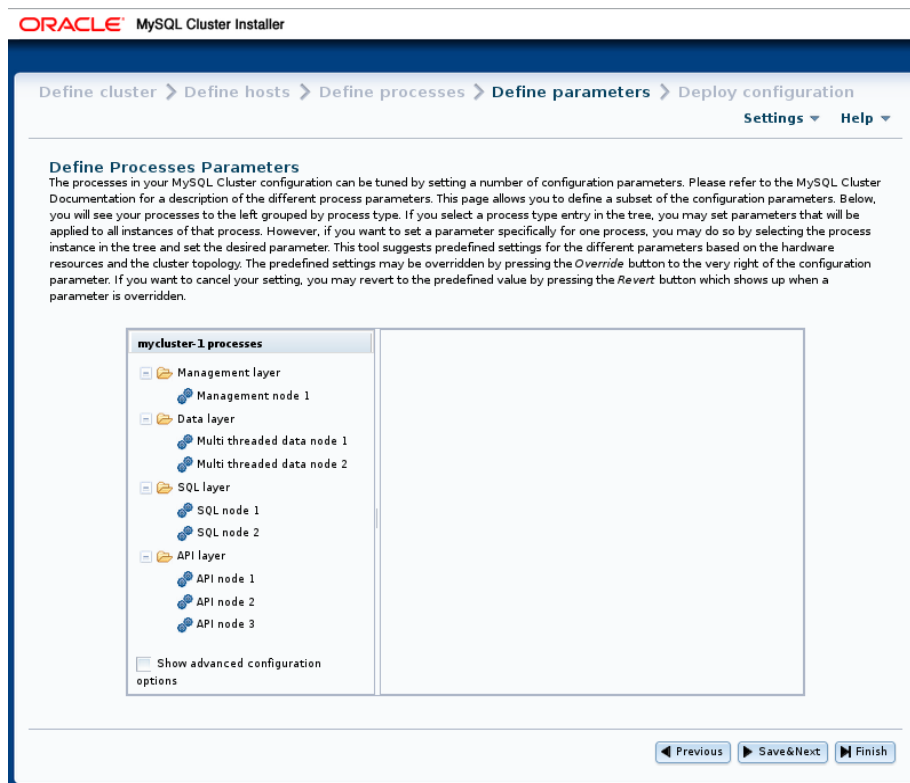 ORACLE® MySQL Cluster Installer
Define cluster > Define hosts > Define processes > Define parameters > Deploy configuration
Settings Help
Define Processes Parameters
The processes in your MySQL Cluster configuration can be tuned by setting a number of configuration parameters. Please refer to the MySQL Cluster
Documentation for a description of the different process parameters. This page allows you to define a subset of the configuration parameters. Below,
you will see your processes to the left grouped by process type. If you select a process type entry in the tree, you may set parameters that will be
applied to all instances of that process. However, if you want to set a parameter specifically for one process, you may do so by selecting the process
instance in the tree and set the desired parameter. This tool suggests predefined settings for the different parameters based on the hardware
resources and the cluster topology. The predefined settings may be overridden by pressing the Override button to the very right of the configuration
parameter. If you want to cancel your setting, you may revert to the predefined value by pressing the Revert button which shows up when a
parameter is overridden.
mycluster-1 processes
Management layer
Management node 1
Data layer
Multi threaded data node 1
Multi threaded data node 2
SQL layer
SQL node 1
SQL node 2
API layer
API node 1
API node 2
API node 3
Show advanced configuration
options
Previous Save&Next Finish